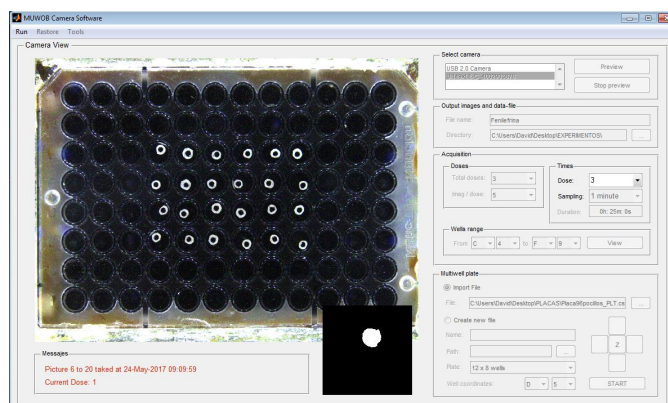 MUWOB Camera Software
Run Restore Tools
Camera View
Select camera
USB 2.0 Camera
Preview
Stop preview
Output images and data-file
File name:
Directory: C:\Users\David\Desktop\EXPERIMENTOS\ ...
Acquisition
Doses
Total doses: 3
Imag / dose: 5
Times
Dose: 3
Sampling: 1 minute
Duration: 0h: 25m: 0s
Wells range
From C 4 to F 9 View
Multiwell plate
Import File
File: C:\Users\David\Desktop\PLACAS\Placa96pocillos_PLT.cs ...
Create new file
Name:
Path: ...
Plate: 12 x 8 wells
Well coordinates: D 5
Z
START
Messajes
Picture 6 to 20 taked at 24-May-2017 09:09:59
Current Dose: 1